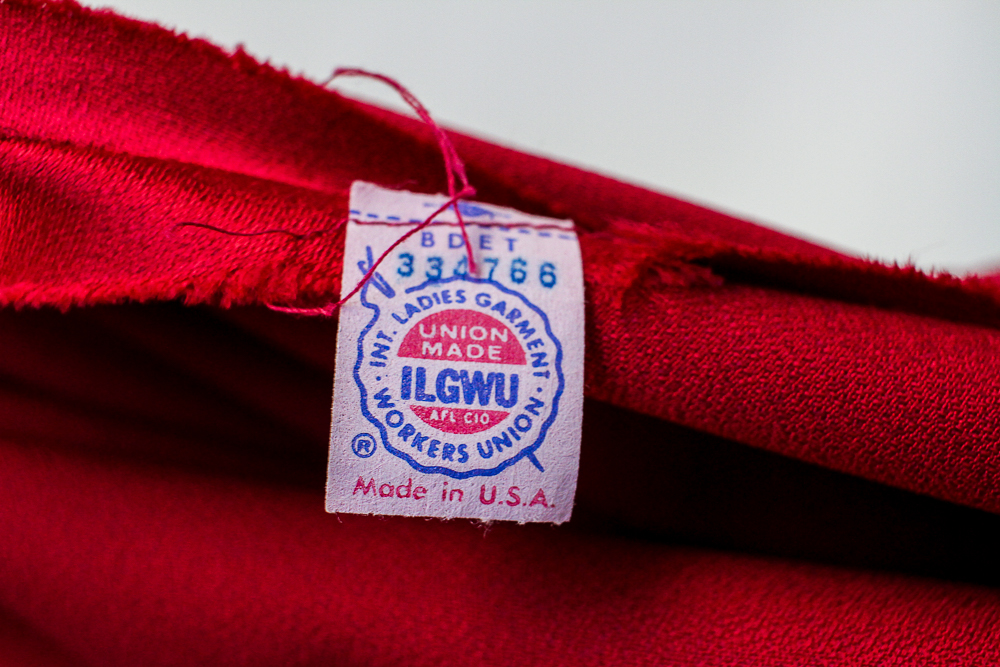 BDET
334766
INT. LADIES GARMENT
UNION
MADE
ILGWU
AFL CIO
· WORKERS UNION ·
®
Made in U.S.A.